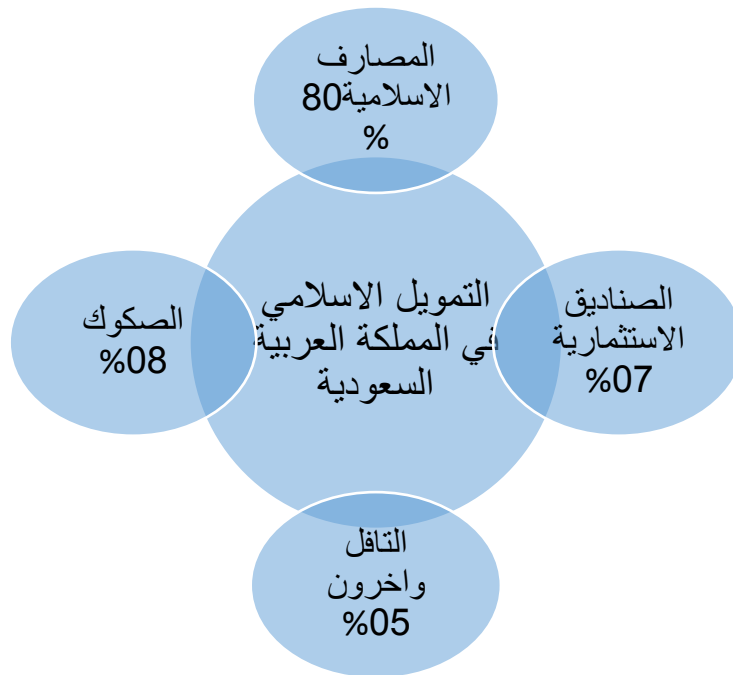 المصارف
الاسلامية80
%
التمويل الاسلامي
في المملكة العربية
السعودية
الصناديق
الاستثمارية
%07
الصكوك
%08
التافل
واخرون
%05